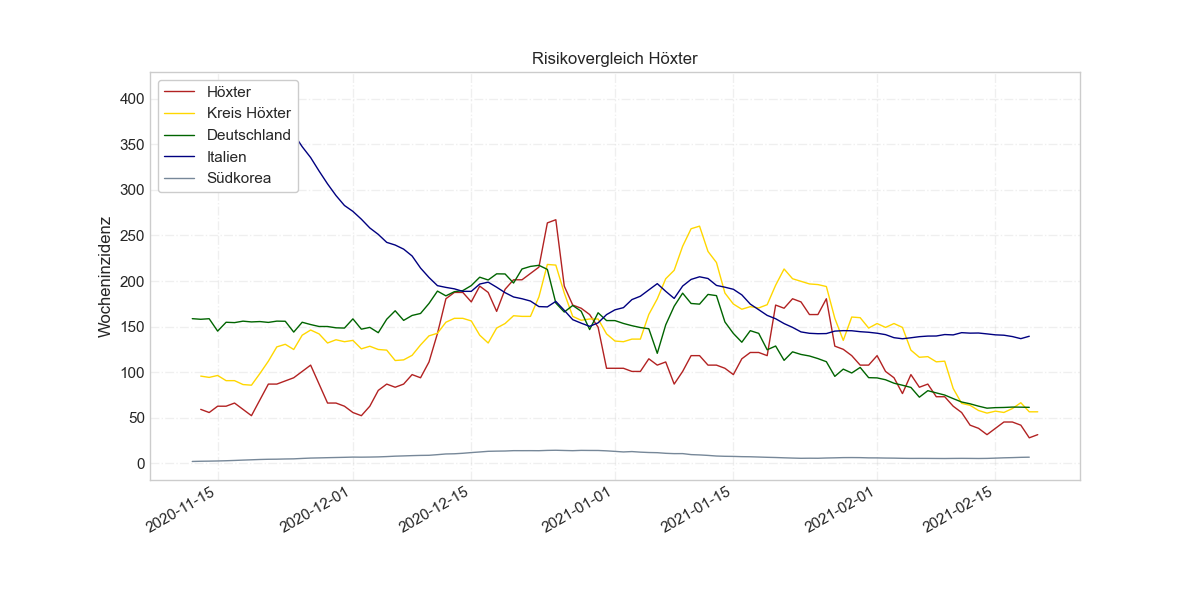 Risikovergleich Höxter
Höxter
Kreis Höxter
Deutschland
Italien
Südkorea
Wocheninzidenz
400
350
300
250
200
150
100
50
0
2020-11-15
2020-12-01
2020-12-15
2021-01-01
2021-01-15
2021-02-01
2021-02-15